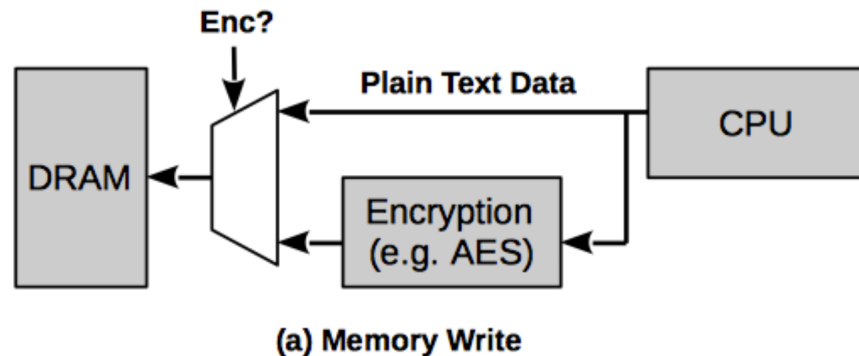 Enc?
Plain Text Data
CPU
DRAM
Encryption
(e.g. AES)
(a) Memory Write